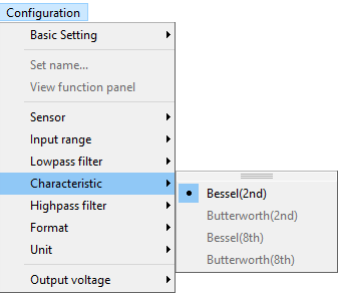 Configuration
Basic Setting
Set name...
View function panel
Sensor
Input range
Lowpass filter
Characteristic
Bessel(2nd)
Butterworth(2nd)
Bessel(8th)
Butterworth(8th)
Highpass filter
Format
Unit
Output voltage